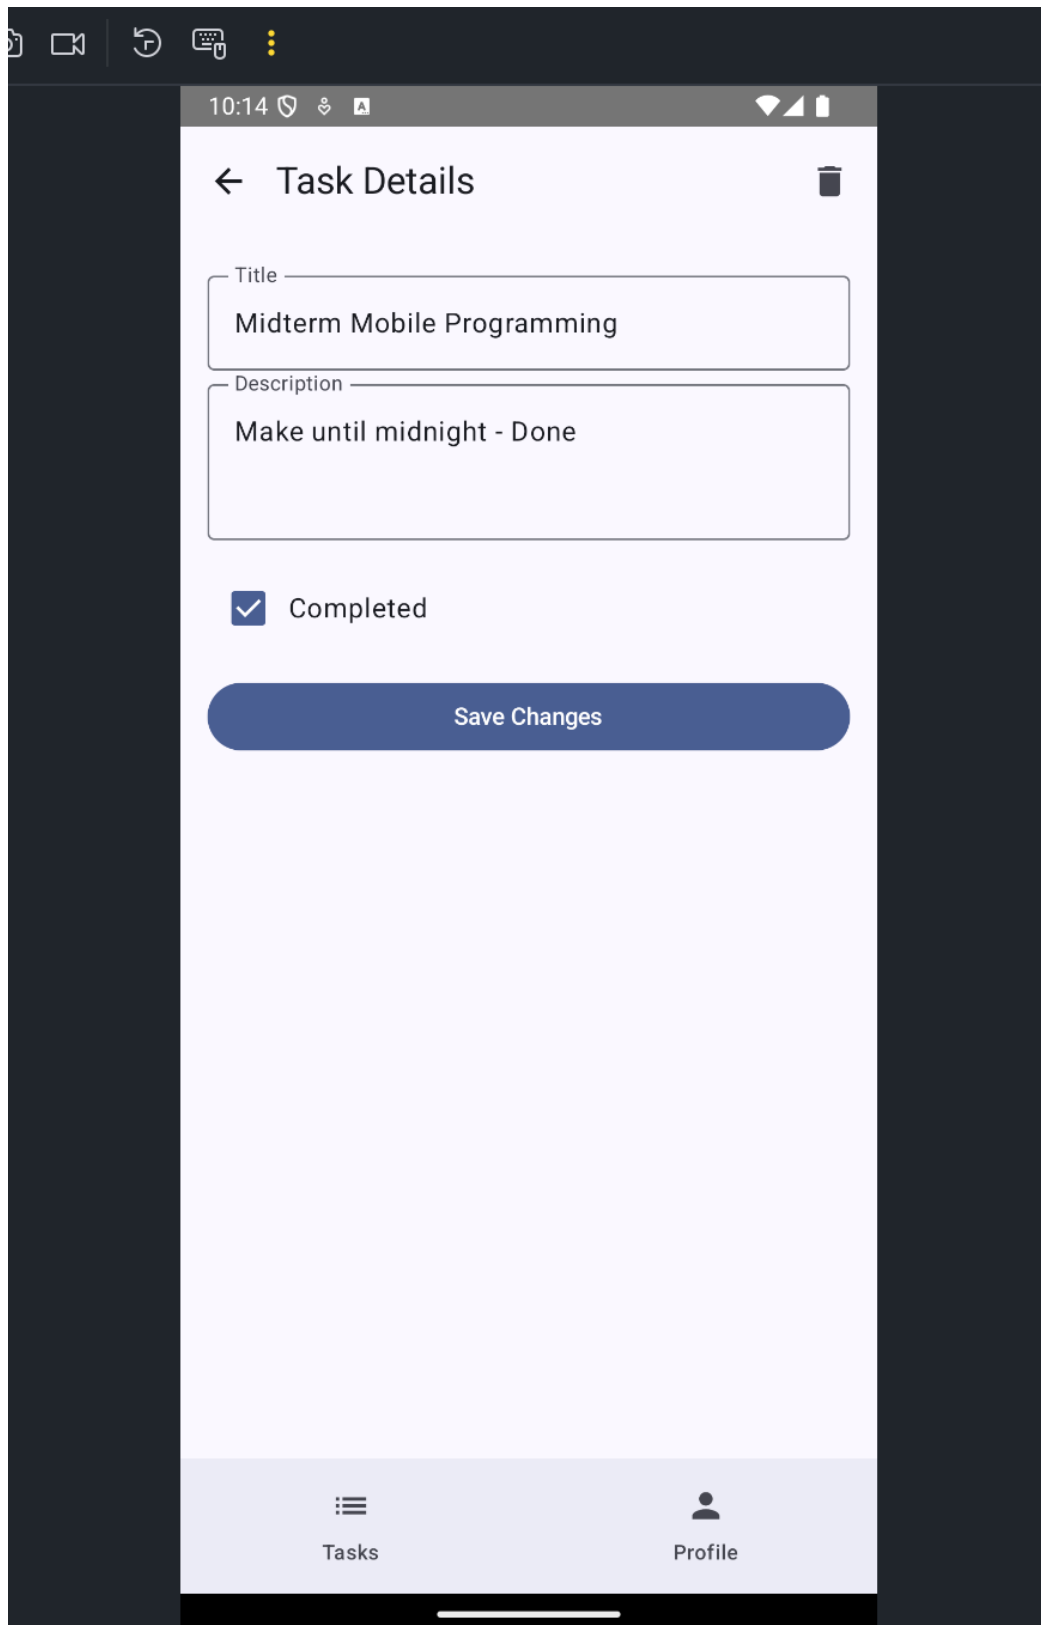 10:14
Task Details
Title
Midterm Mobile Programming
Description
Make until midnight - Done
Completed
Save Changes
Tasks
Profile